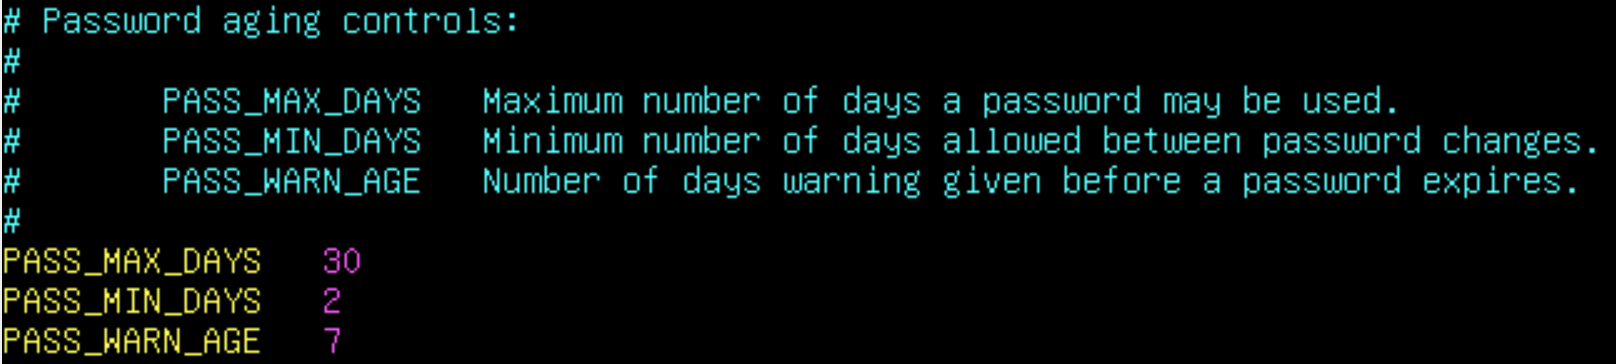 # Password aging controls:
#
#       PASS_MAX_DAYS   Maximum number of days a password may be used.
#       PASS_MIN_DAYS   Minimum number of days allowed between password changes.
#       PASS_WARN_AGE   Number of days warning given before a password expires.
#
PASS_MAX_DAYS   30
PASS_MIN_DAYS   2
PASS_WARN_AGE   7